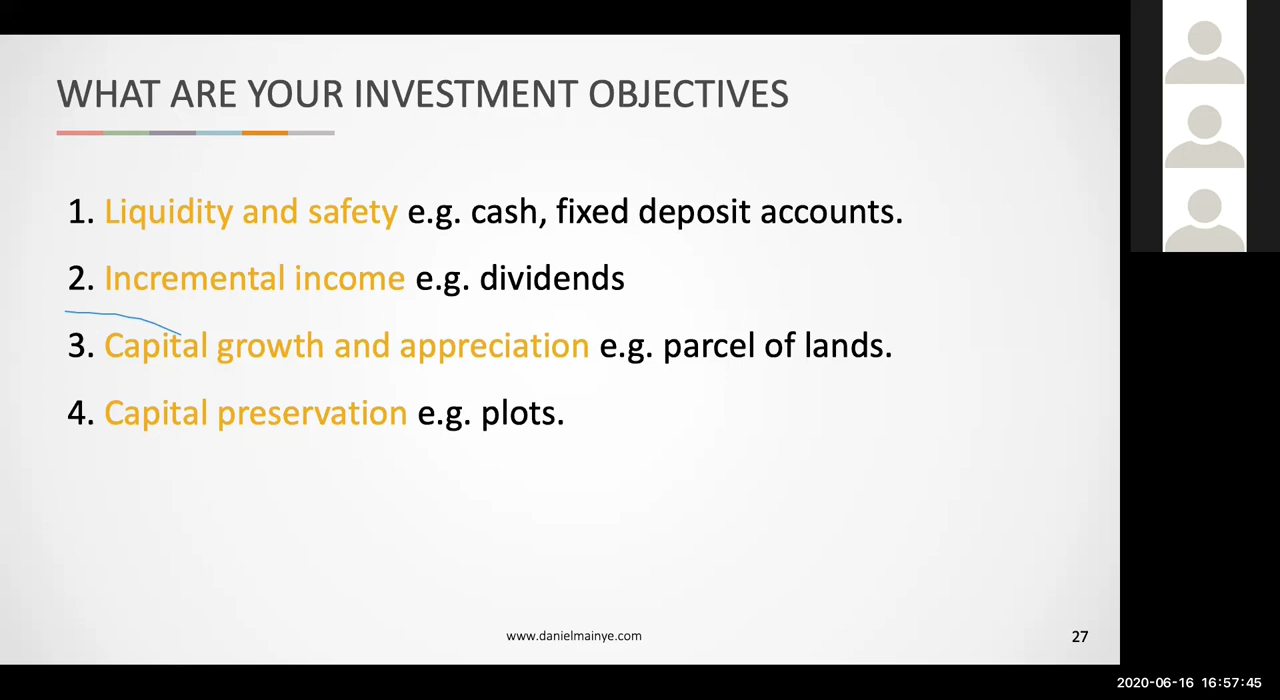 WHAT ARE YOUR INVESTMENT OBJECTIVES
1. Liquidity and safety e.g. cash, fixed deposit accounts.
2. Incremental income e.g. dividends
3. Capital growth and appreciation e.g. parcel of lands.
4. Capital preservation e.g. plots.
www.danielmainye.com
27
2020-06-16 16:57:45